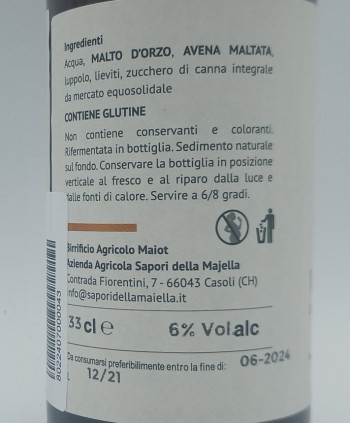 Ingredienti
Acqua, MALTO D'ORZO, AVENA MALTATA,
luppolo, lieviti, zucchero di canna integrale
da mercato equosolidale
CONTIENE GLUTINE
Non contiene conservanti e coloranti.
Rifermentata in bottiglia. Sedimento naturale
sul fondo. Conservare la bottiglia in posizione
verticale al fresco e al riparo dalla luce e
dalle fonti di calore. Servire a 6/8 gradi.
Birrificio Agricolo Maiot
Azienda Agricola Sapori della Majella
Contrada Fiorentini, 7 - 66043 Casoli (CH)
info@saporidellamaiella.it
33 cl e 6% Vol.alc
Da consumarsi preferibilmente entro la fine di: 06-2024
L 12/21
8022407000043